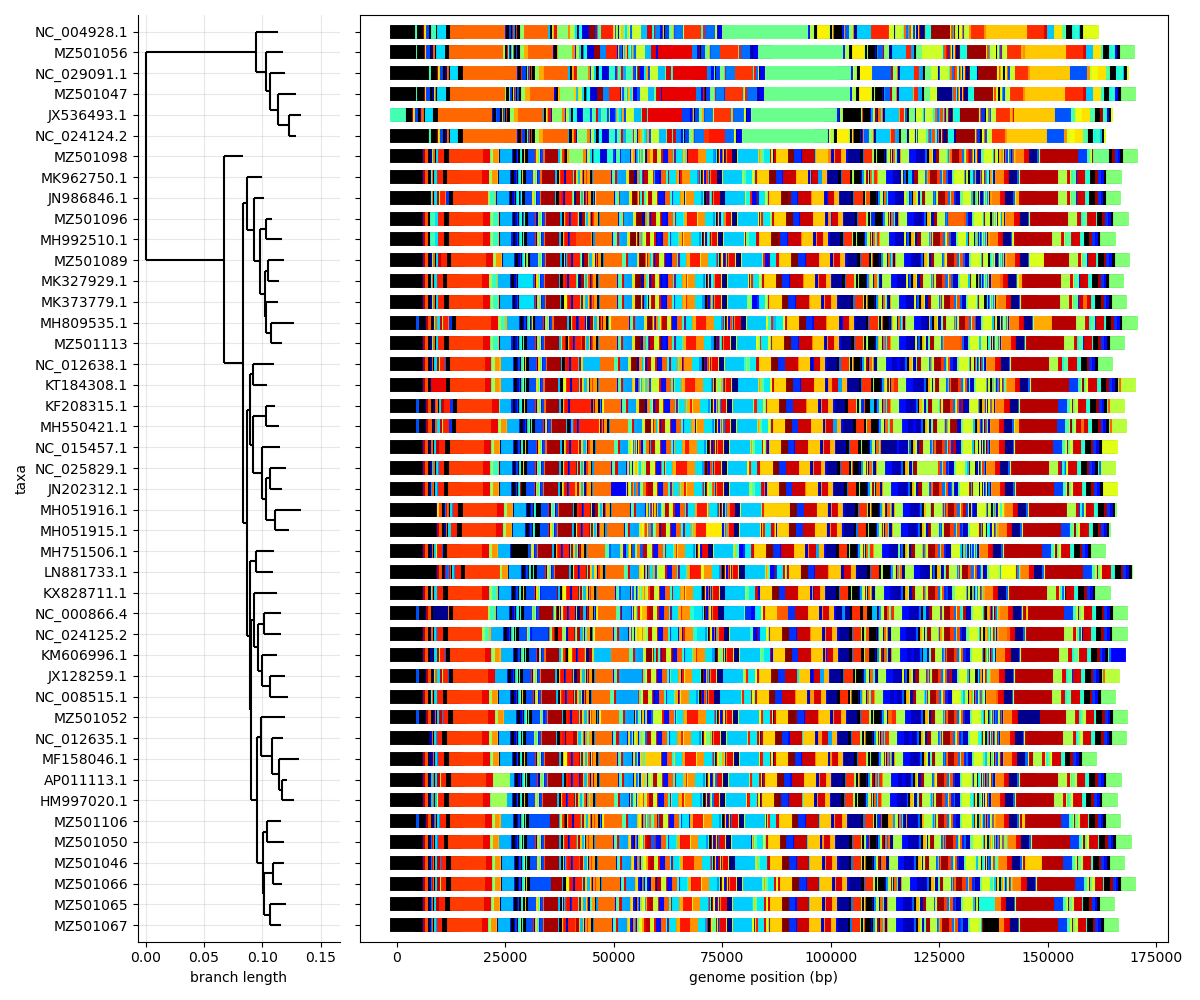 NC_004928.1
MZ501056
NC_029091.1
MZ501047
JX536493.1
NC_024124.2
MZ501098
MK962750.1
JN986846.1
MZ501096
MH992510.1
MZ501089
MK327929.1
MK373779.1
MH809535.1
MZ501113
NC_012638.1
KT184308.1
KF208315.1
MH550421.1
NC_015457.1
NC_025829.1
JN202312.1
MH051916.1
MH051915.1
MH751506.1
LN881733.1
KX828711.1
NC_000866.4
NC_024125.2
KM606996.1
JX128259.1
NC_008515.1
MZ501052
NC_012635.1
MF158046.1
AP011113.1
HM997020.1
MZ501106
MZ501050
MZ501046
MZ501066
MZ501065
MZ501067
taxa
0.00 0.05 0.10 0.15
branch length
0 25000 50000 75000 100000 125000 150000 175000
genome position (bp)